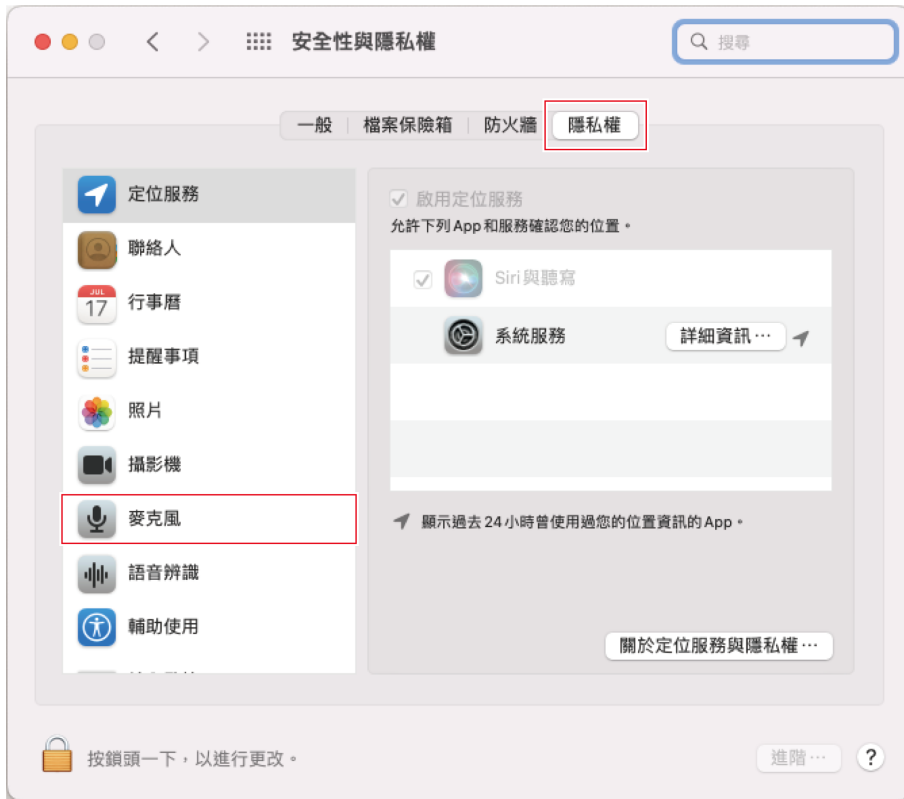 安全性與隱私權
搜尋
一般
檔案保險箱
防火牆
隱私權
定位服務
聯絡人
JUL
17
行事曆
提醒事項
照片
攝影機
麥克風
語音辨識
輔助使用
啟用定位服務
允許下列 App 和服務確認您的位置。
Siri 與聽寫
系統服務
詳細資訊…
顯示過去 24 小時曾使用過您的位置資訊的 App。
關於定位服務與隱私權…
按鎖頭一下，以進行更改。
進階…
?